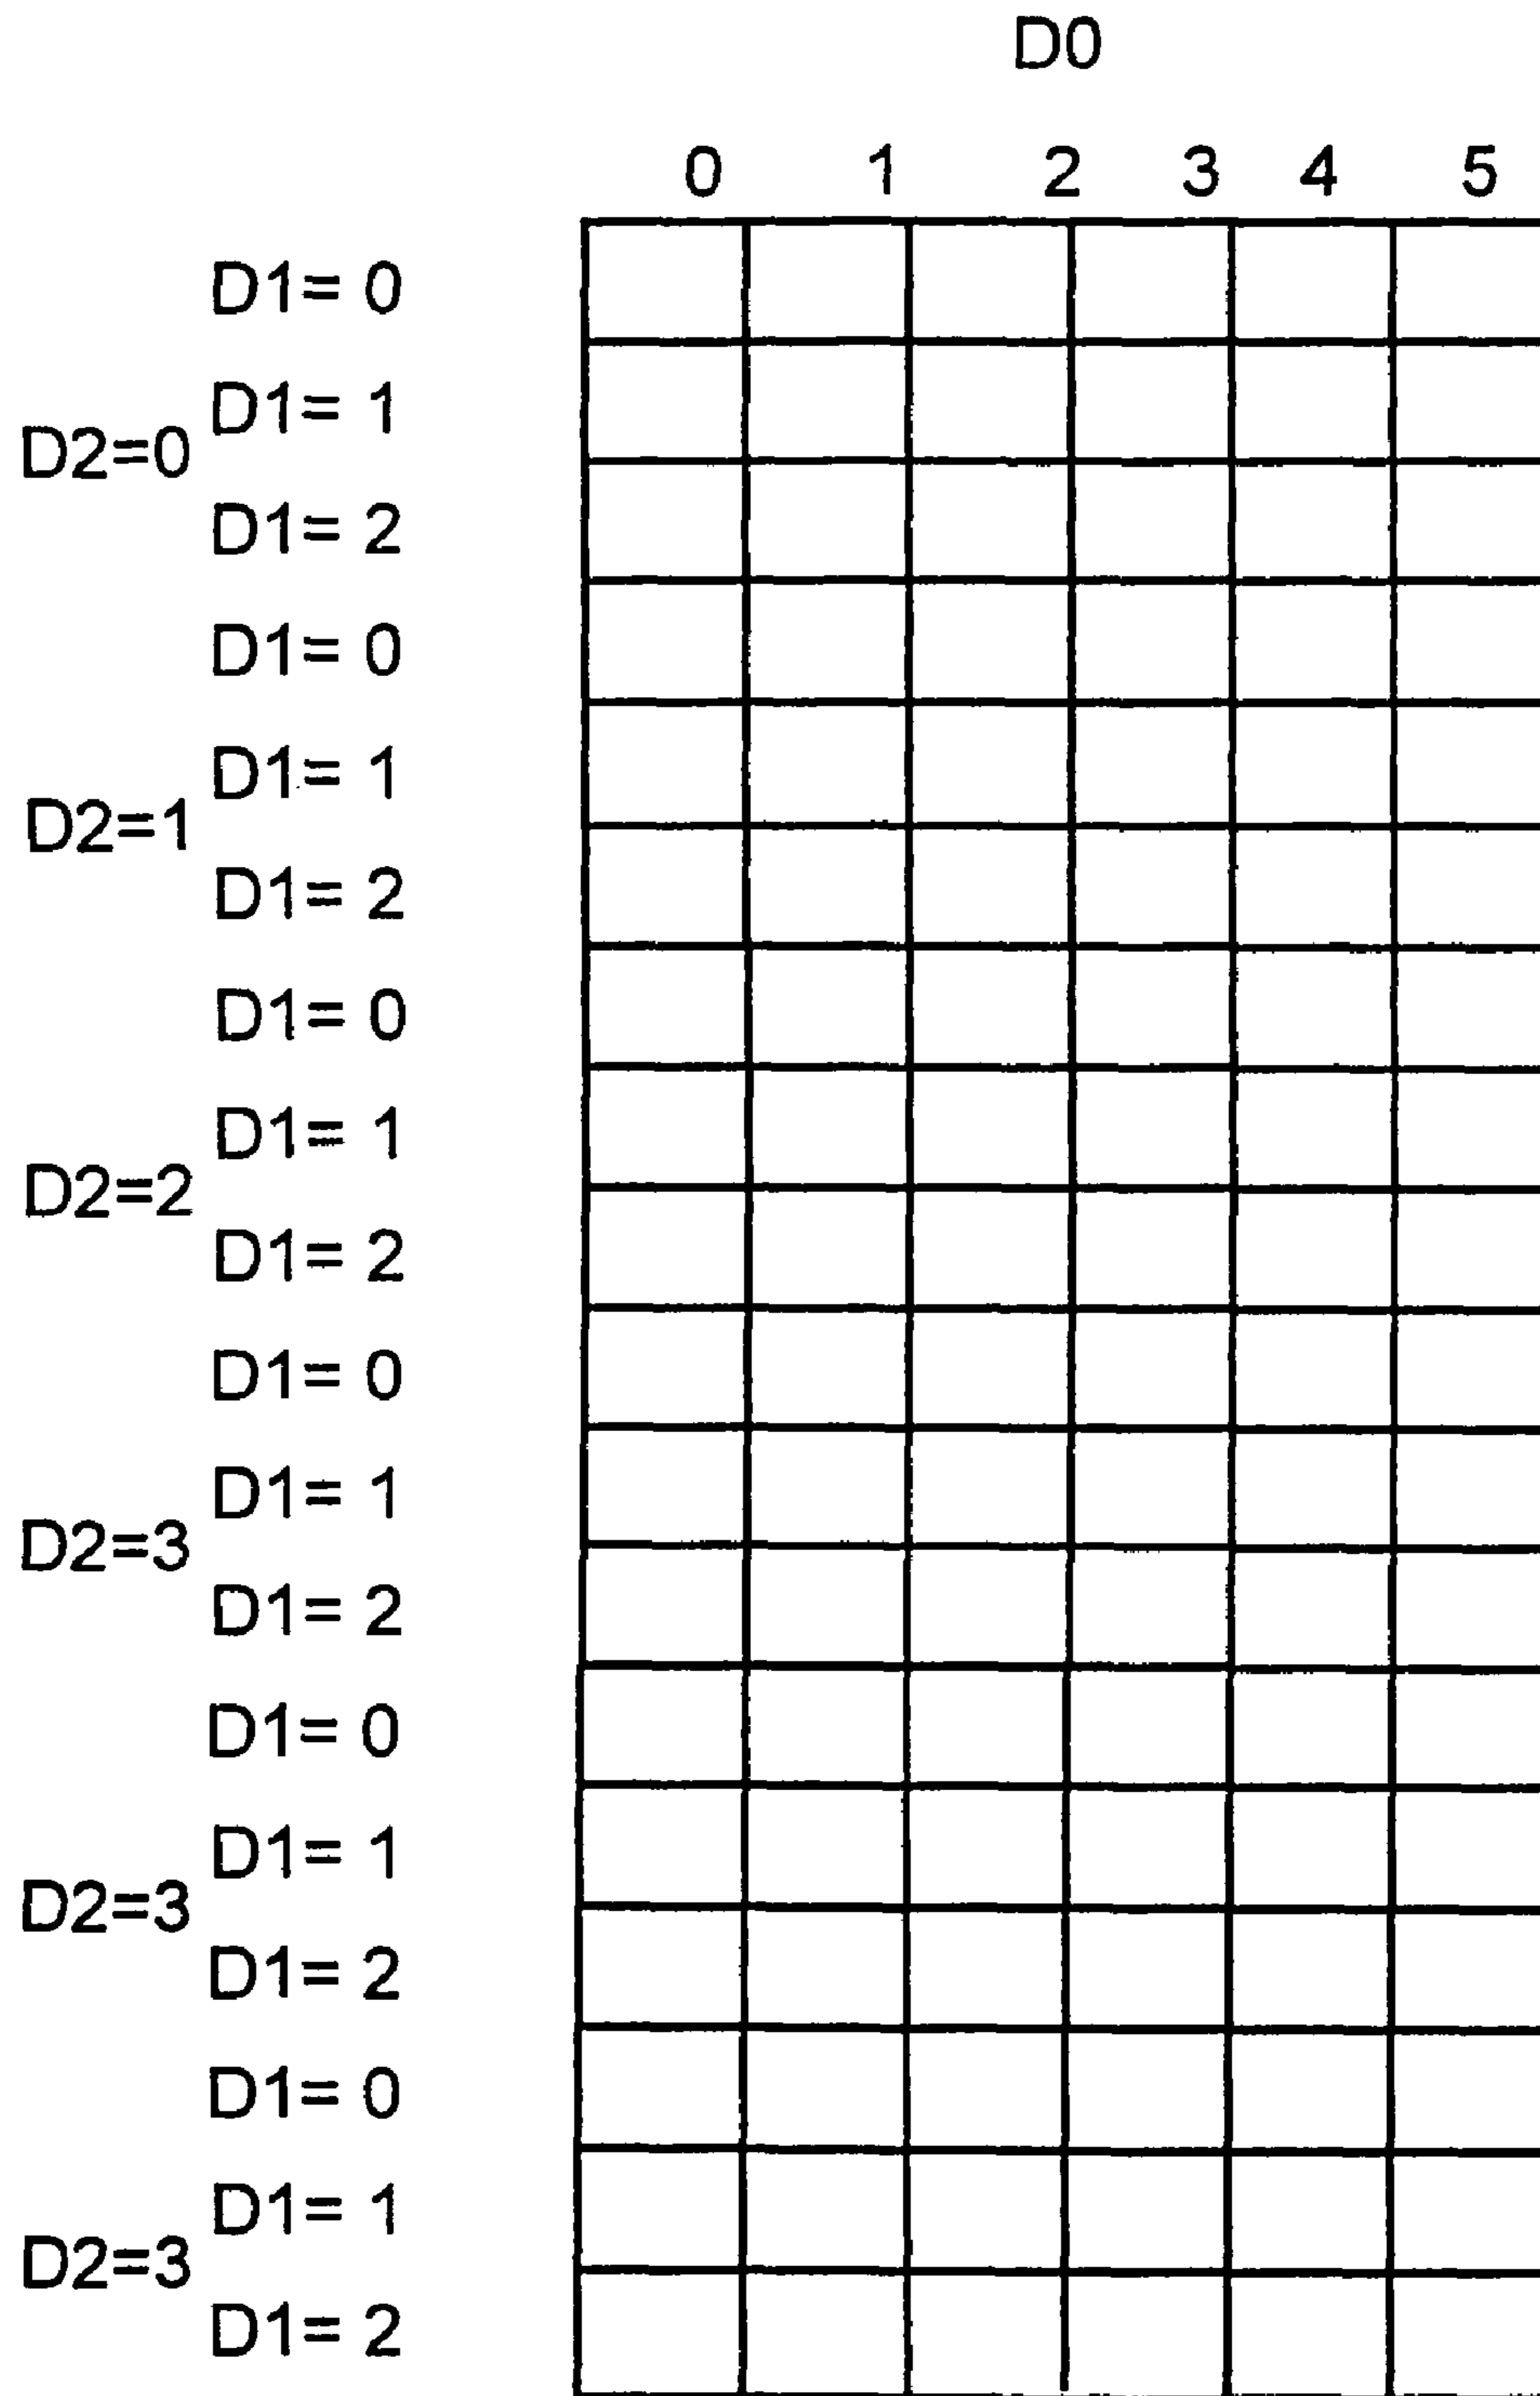 D0
0 1 2 3 4 5
D1= 0
D1= 1
D2=0
D1= 2
D1= 0
D1= 1
D2=1
D1= 2
D1= 0
D1= 1
D2=2
D1= 2
D1= 0
D1= 1
D2=3
D1= 2
D1= 0
D1= 1
D2=3
D1= 2
D1= 0
D1= 1
D2=3
D1= 2